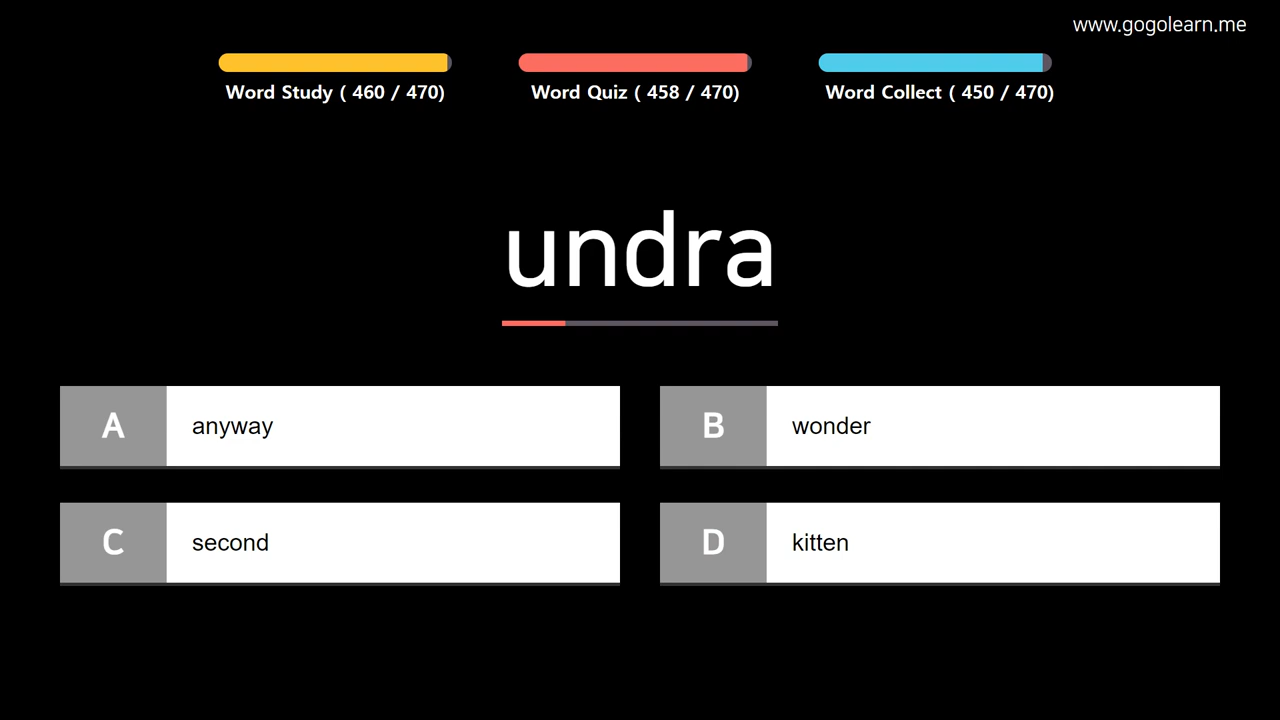 www.gogolearn.me
Word Study ( 460 / 470)
Word Quiz ( 458 / 470)
Word Collect ( 450 / 470)
undra
A anyway
B wonder
C second
D kitten